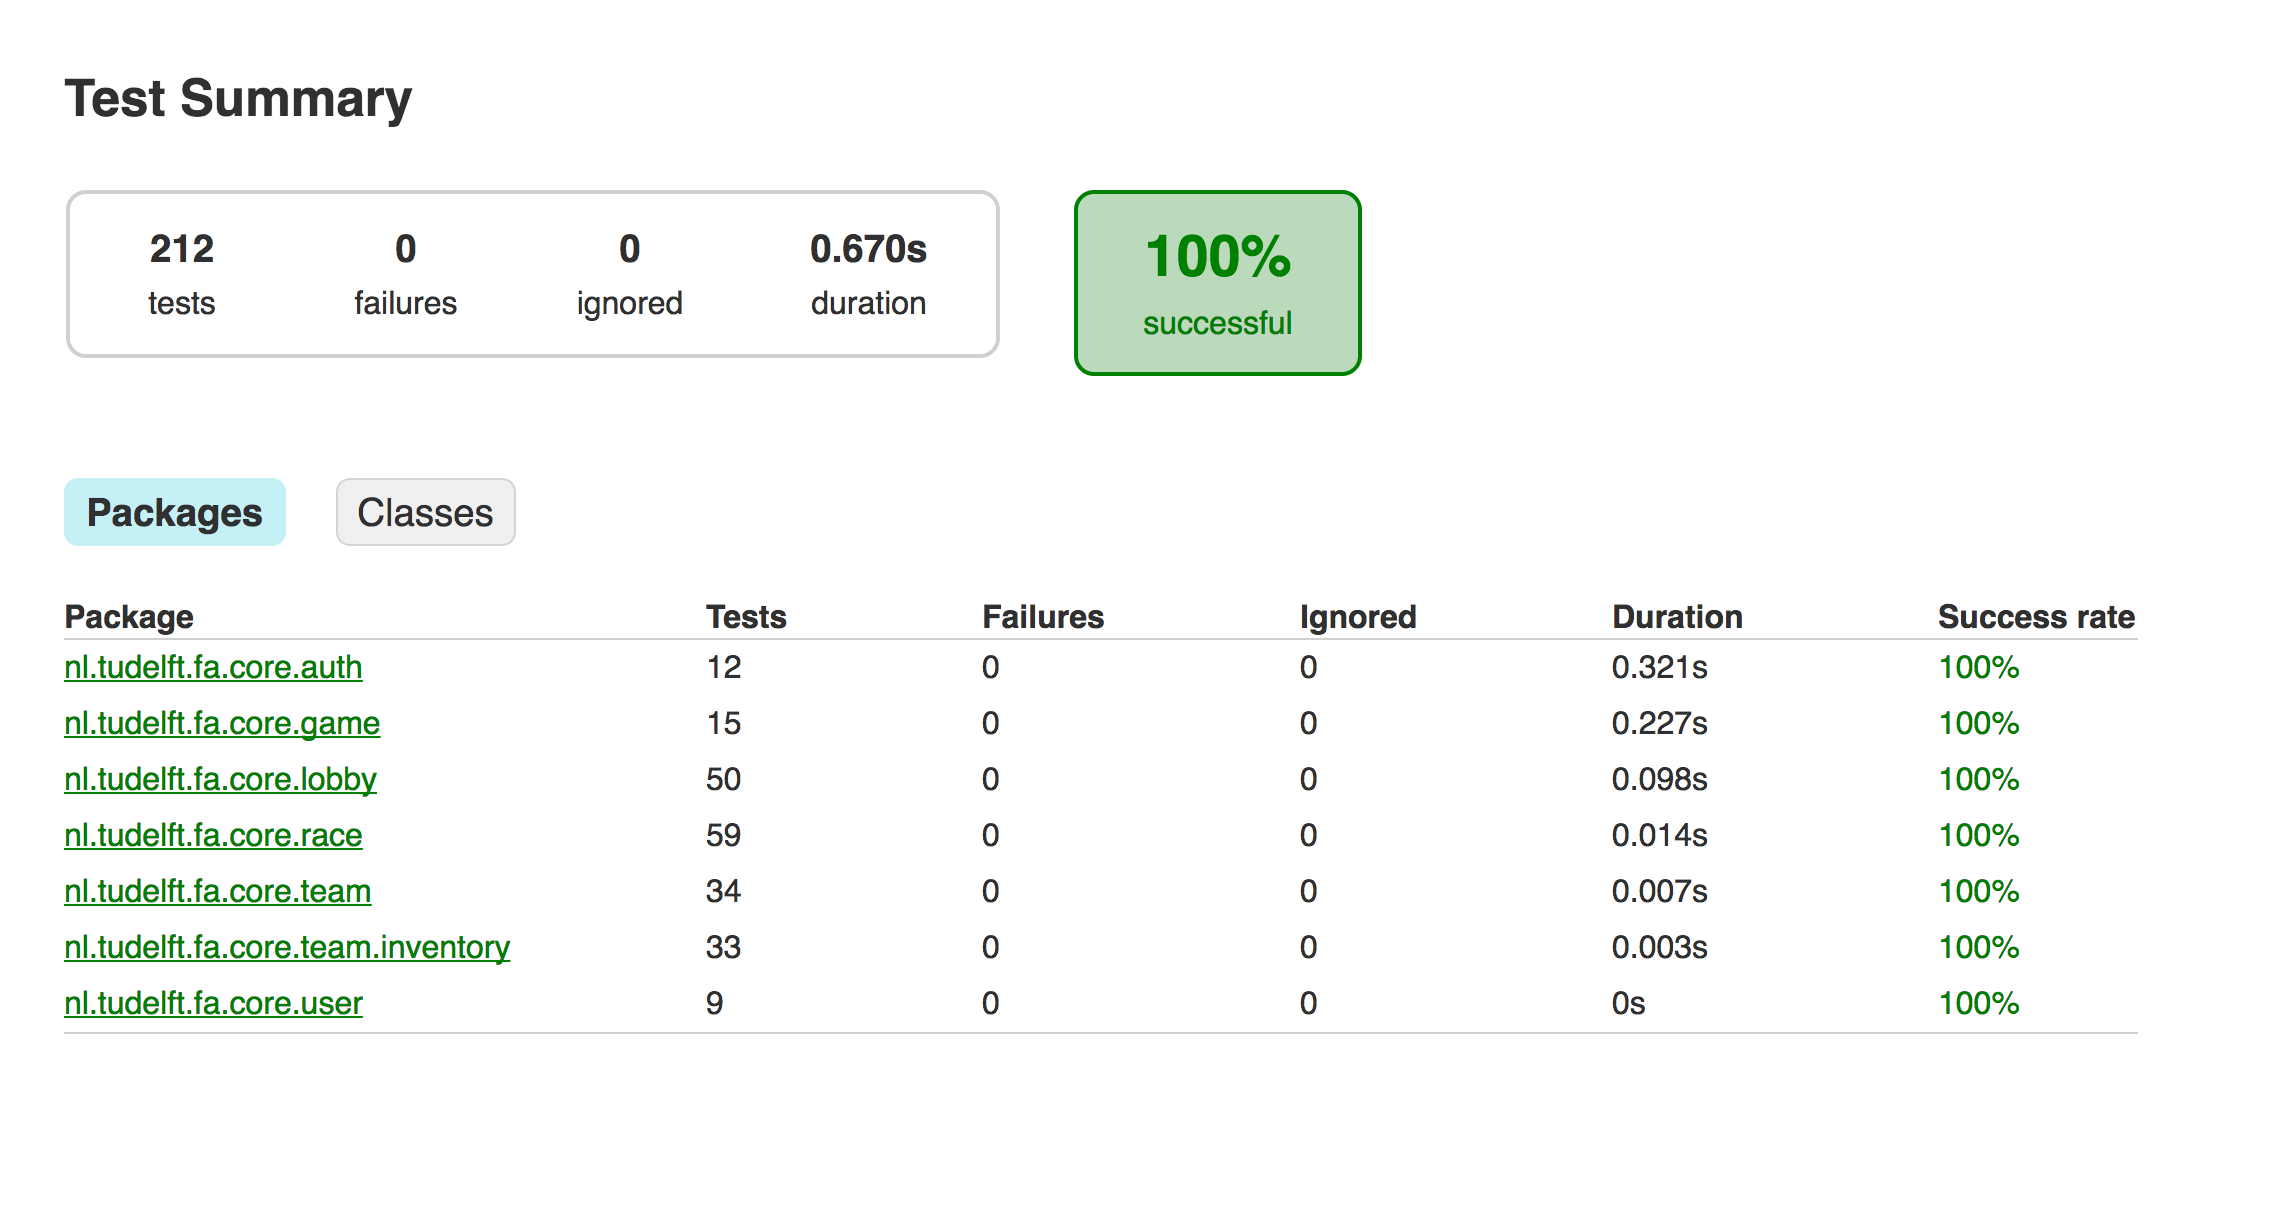 Test Summary
212 0 0 0.670s
tests failures ignored duration
100%
successful
Packages Classes
Package Tests Failures Ignored Duration Success rate
nl.tudelft.fa.core.auth 12 0 0 0.321s 100%
nl.tudelft.fa.core.game 15 0 0 0.227s 100%
nl.tudelft.fa.core.lobby 50 0 0 0.098s 100%
nl.tudelft.fa.core.race 59 0 0 0.014s 100%
nl.tudelft.fa.core.team 34 0 0 0.007s 100%
nl.tudelft.fa.core.team.inventory 33 0 0 0.003s 100%
nl.tudelft.fa.core.user 9 0 0 0s 100%